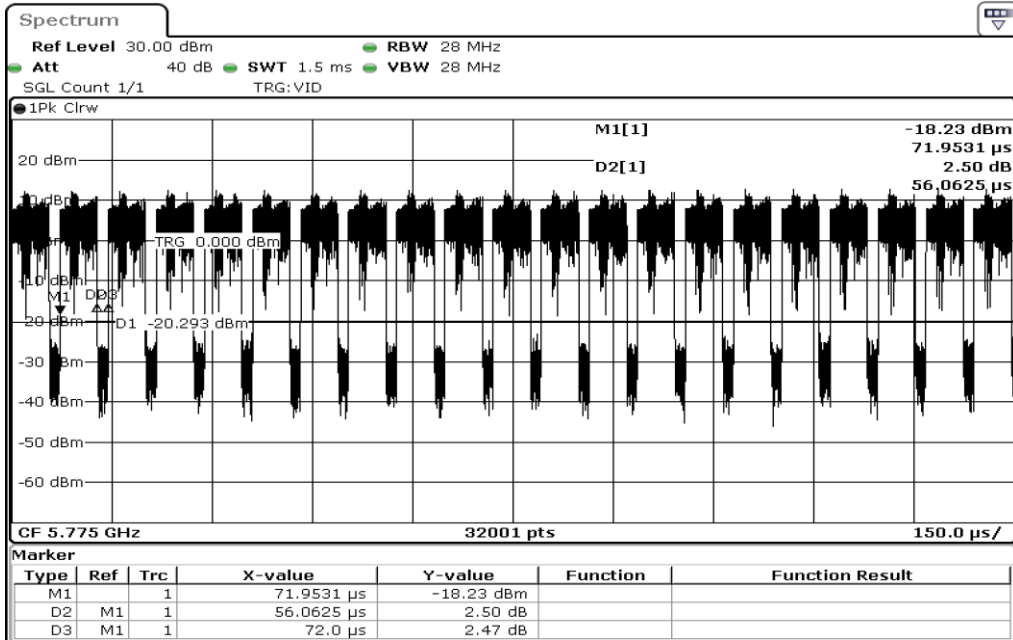 Spectrum
Ref Level 30.00 dBm RBW 28 MHz
Att 40 dB SWT 1.5 ms VBW 28 MHz
SGL Count 1/1 TRG:VID
1Pk Clrw
M1[1] -18.23 dBm
71.9531 µs
20 dBm D2[1] 2.50 dB
56.0625 µs
TRG 0.000 dBm
M1 D3
-20 dBm D1 -20.293 dBm
-30 dBm
-40 dBm
-50 dBm
-60 dBm
CF 5.775 GHz 32001 pts 150.0 µs/
Marker
Type Ref Trc X-value Y-value Function Function Result
M1 1 71.9531 µs -18.23 dBm
D2 M1 1 56.0625 µs 2.50 dB
D3 M1 1 72.0 µs 2.47 dB